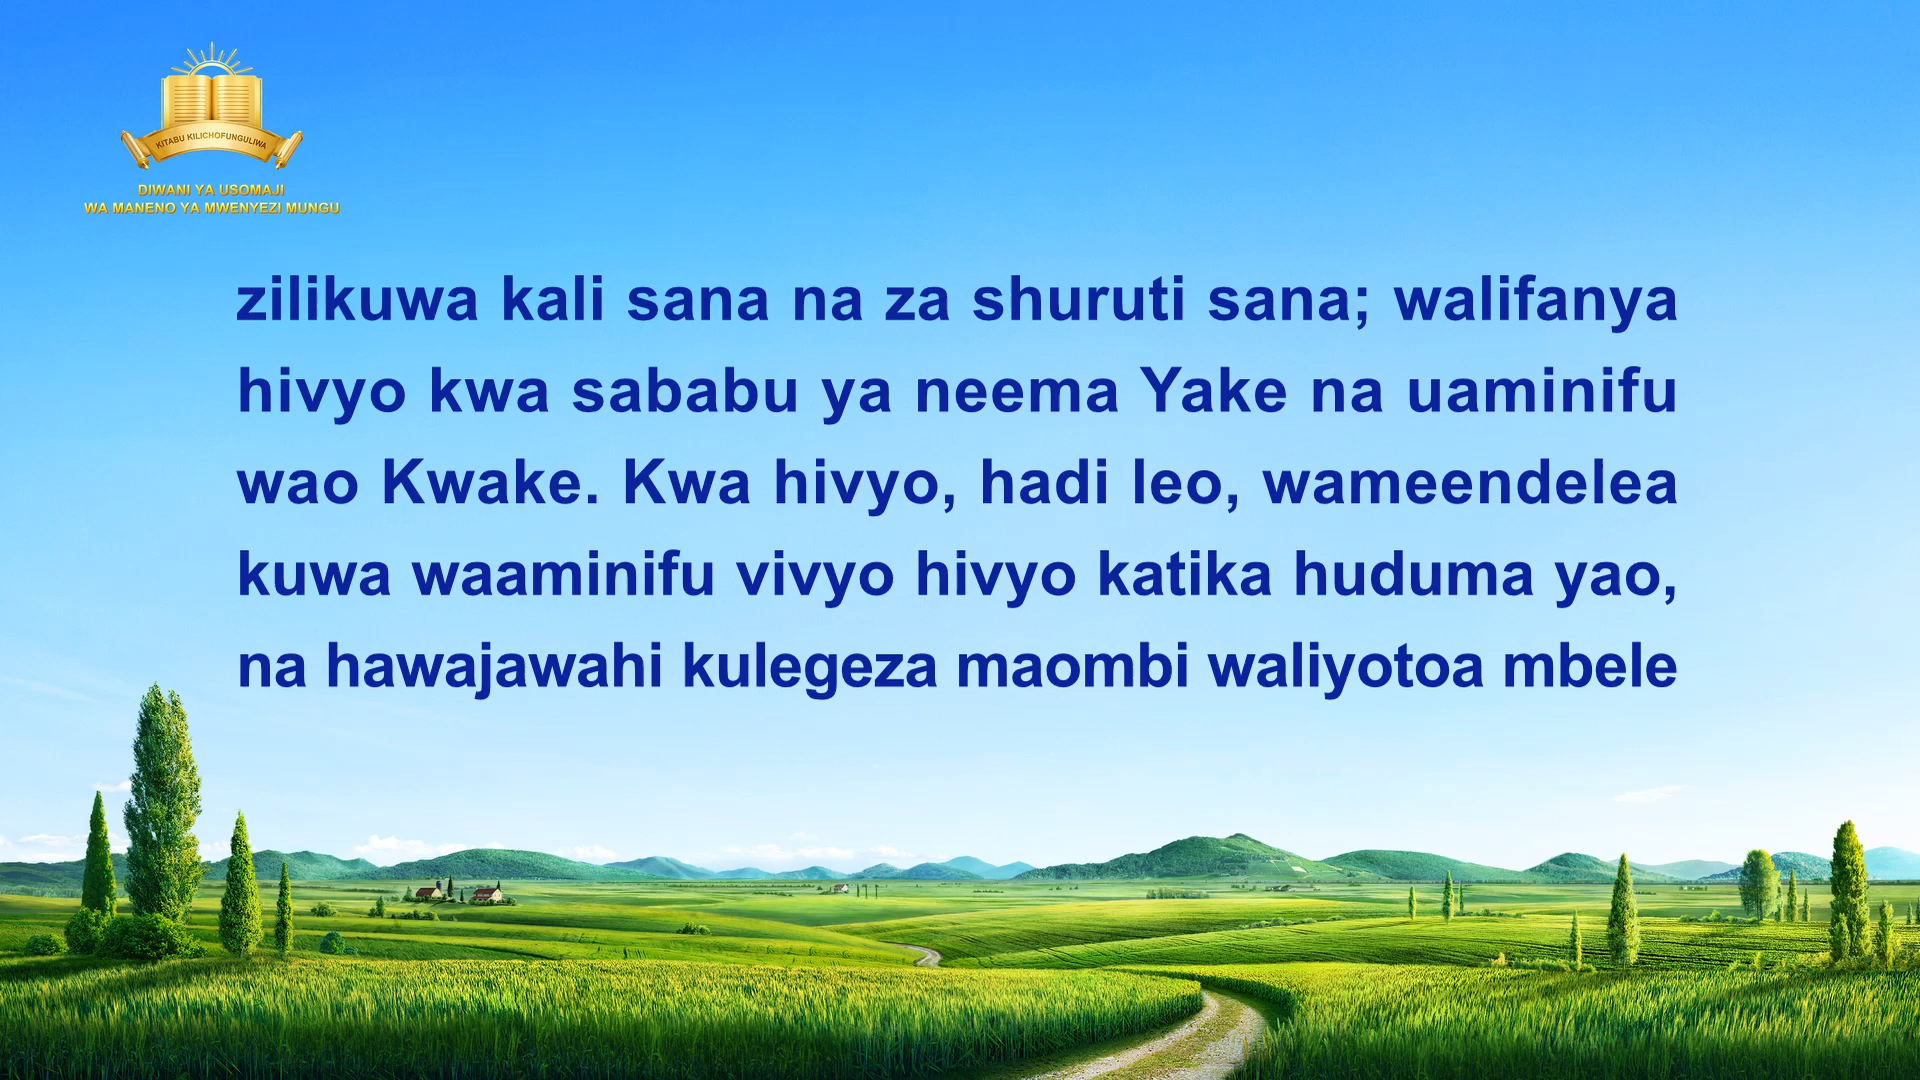 KITABU KILICHOFUNGULIWA
DIWANI YA USOMAJI
WA MANENO YA MWENYEZI MUNGU
zilikuwa kali sana na za shuruti sana; walifanya
hivyo kwa sababu ya neema Yake na uaminifu
wao Kwake. Kwa hivyo, hadi leo, wameendelea
kuwa waaminifu vivyo hivyo katika huduma yao,
na hawajawahi kulegeza maombi waliyotoa mbele